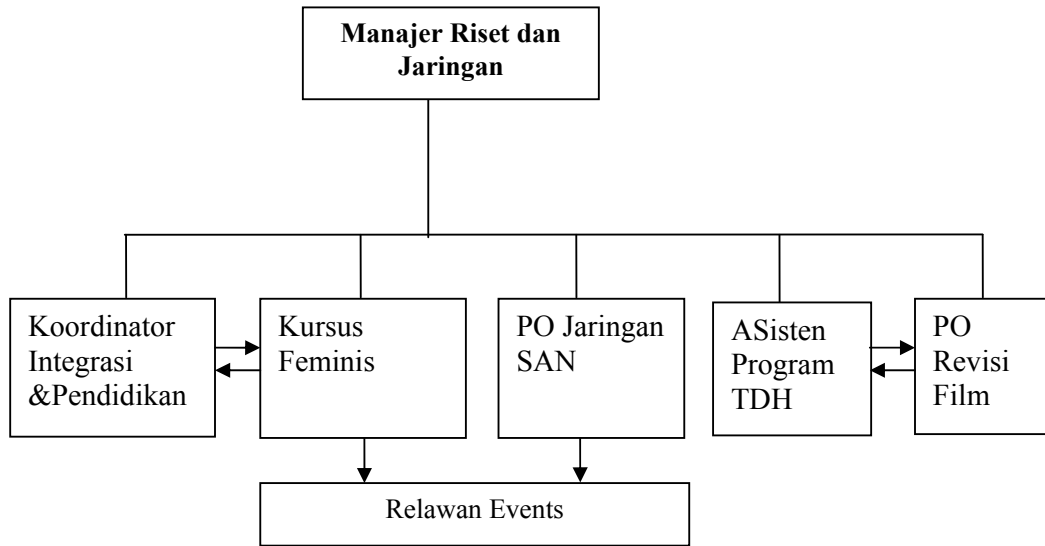 Manajer Riset dan
Jaringan
Koordinator
Integrasi
&Pendidikan
Kursus
Feminis
PO Jaringan
SAN
ASisten
Program
TDH
PO
Revisi
Film
Relawan Events